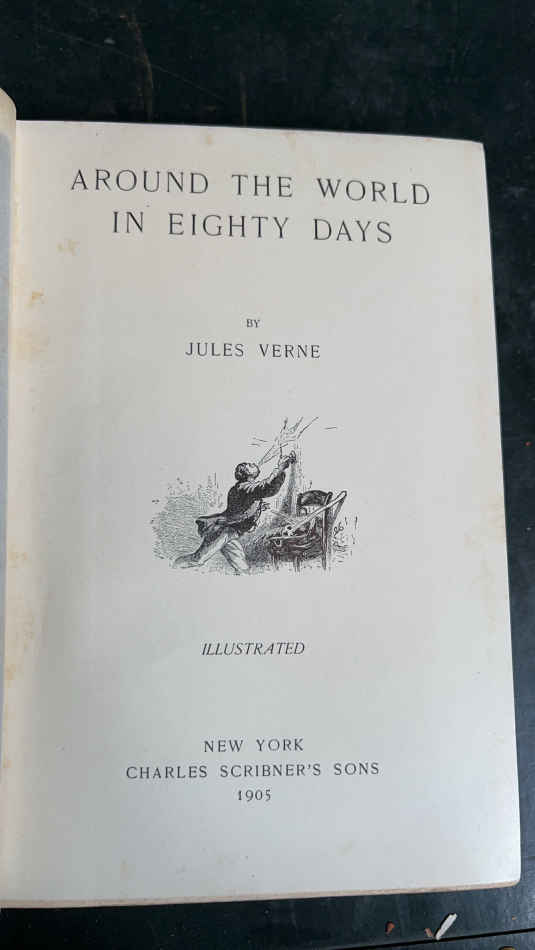 AROUND THE WORLD
IN EIGHTY DAYS
BY
JULES VERNE
ILLUSTRATED
NEW YORK
CHARLES SCRIBNER'S SONS
1905